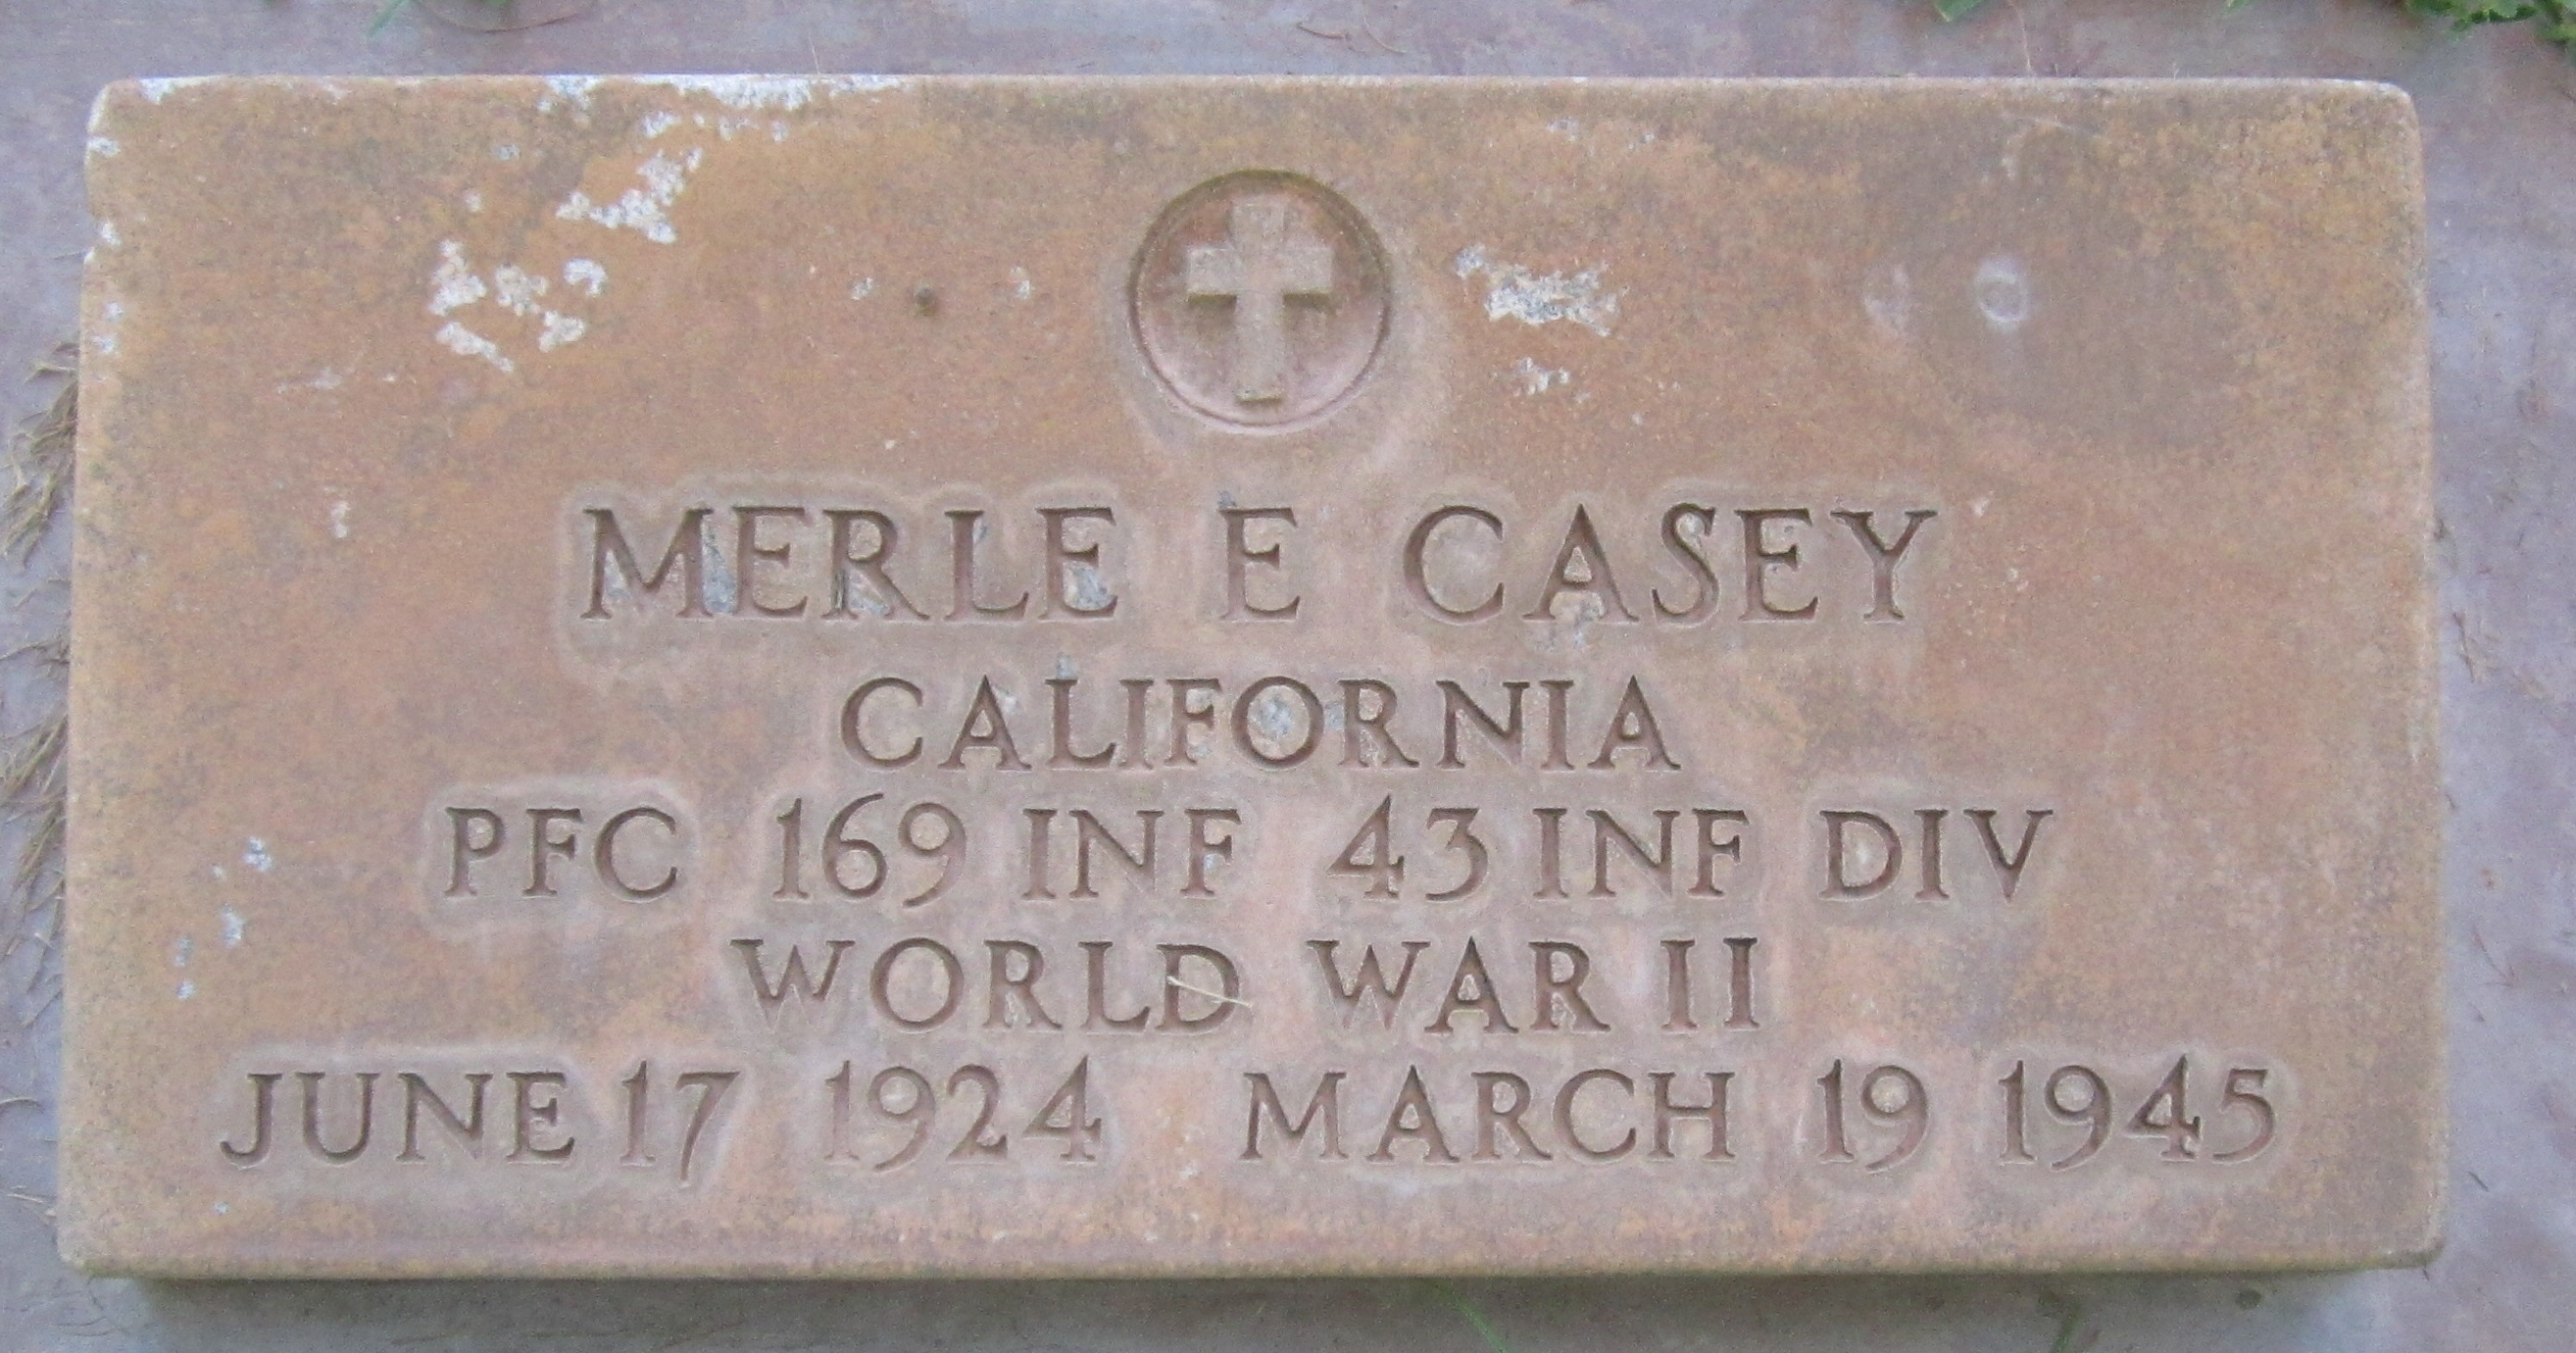 MERLE E CASEY
CALIFORNIA
PFC 169 INF 43 INF DIV
WORLD WAR II
JUNE 17 1924 MARCH 19 1945